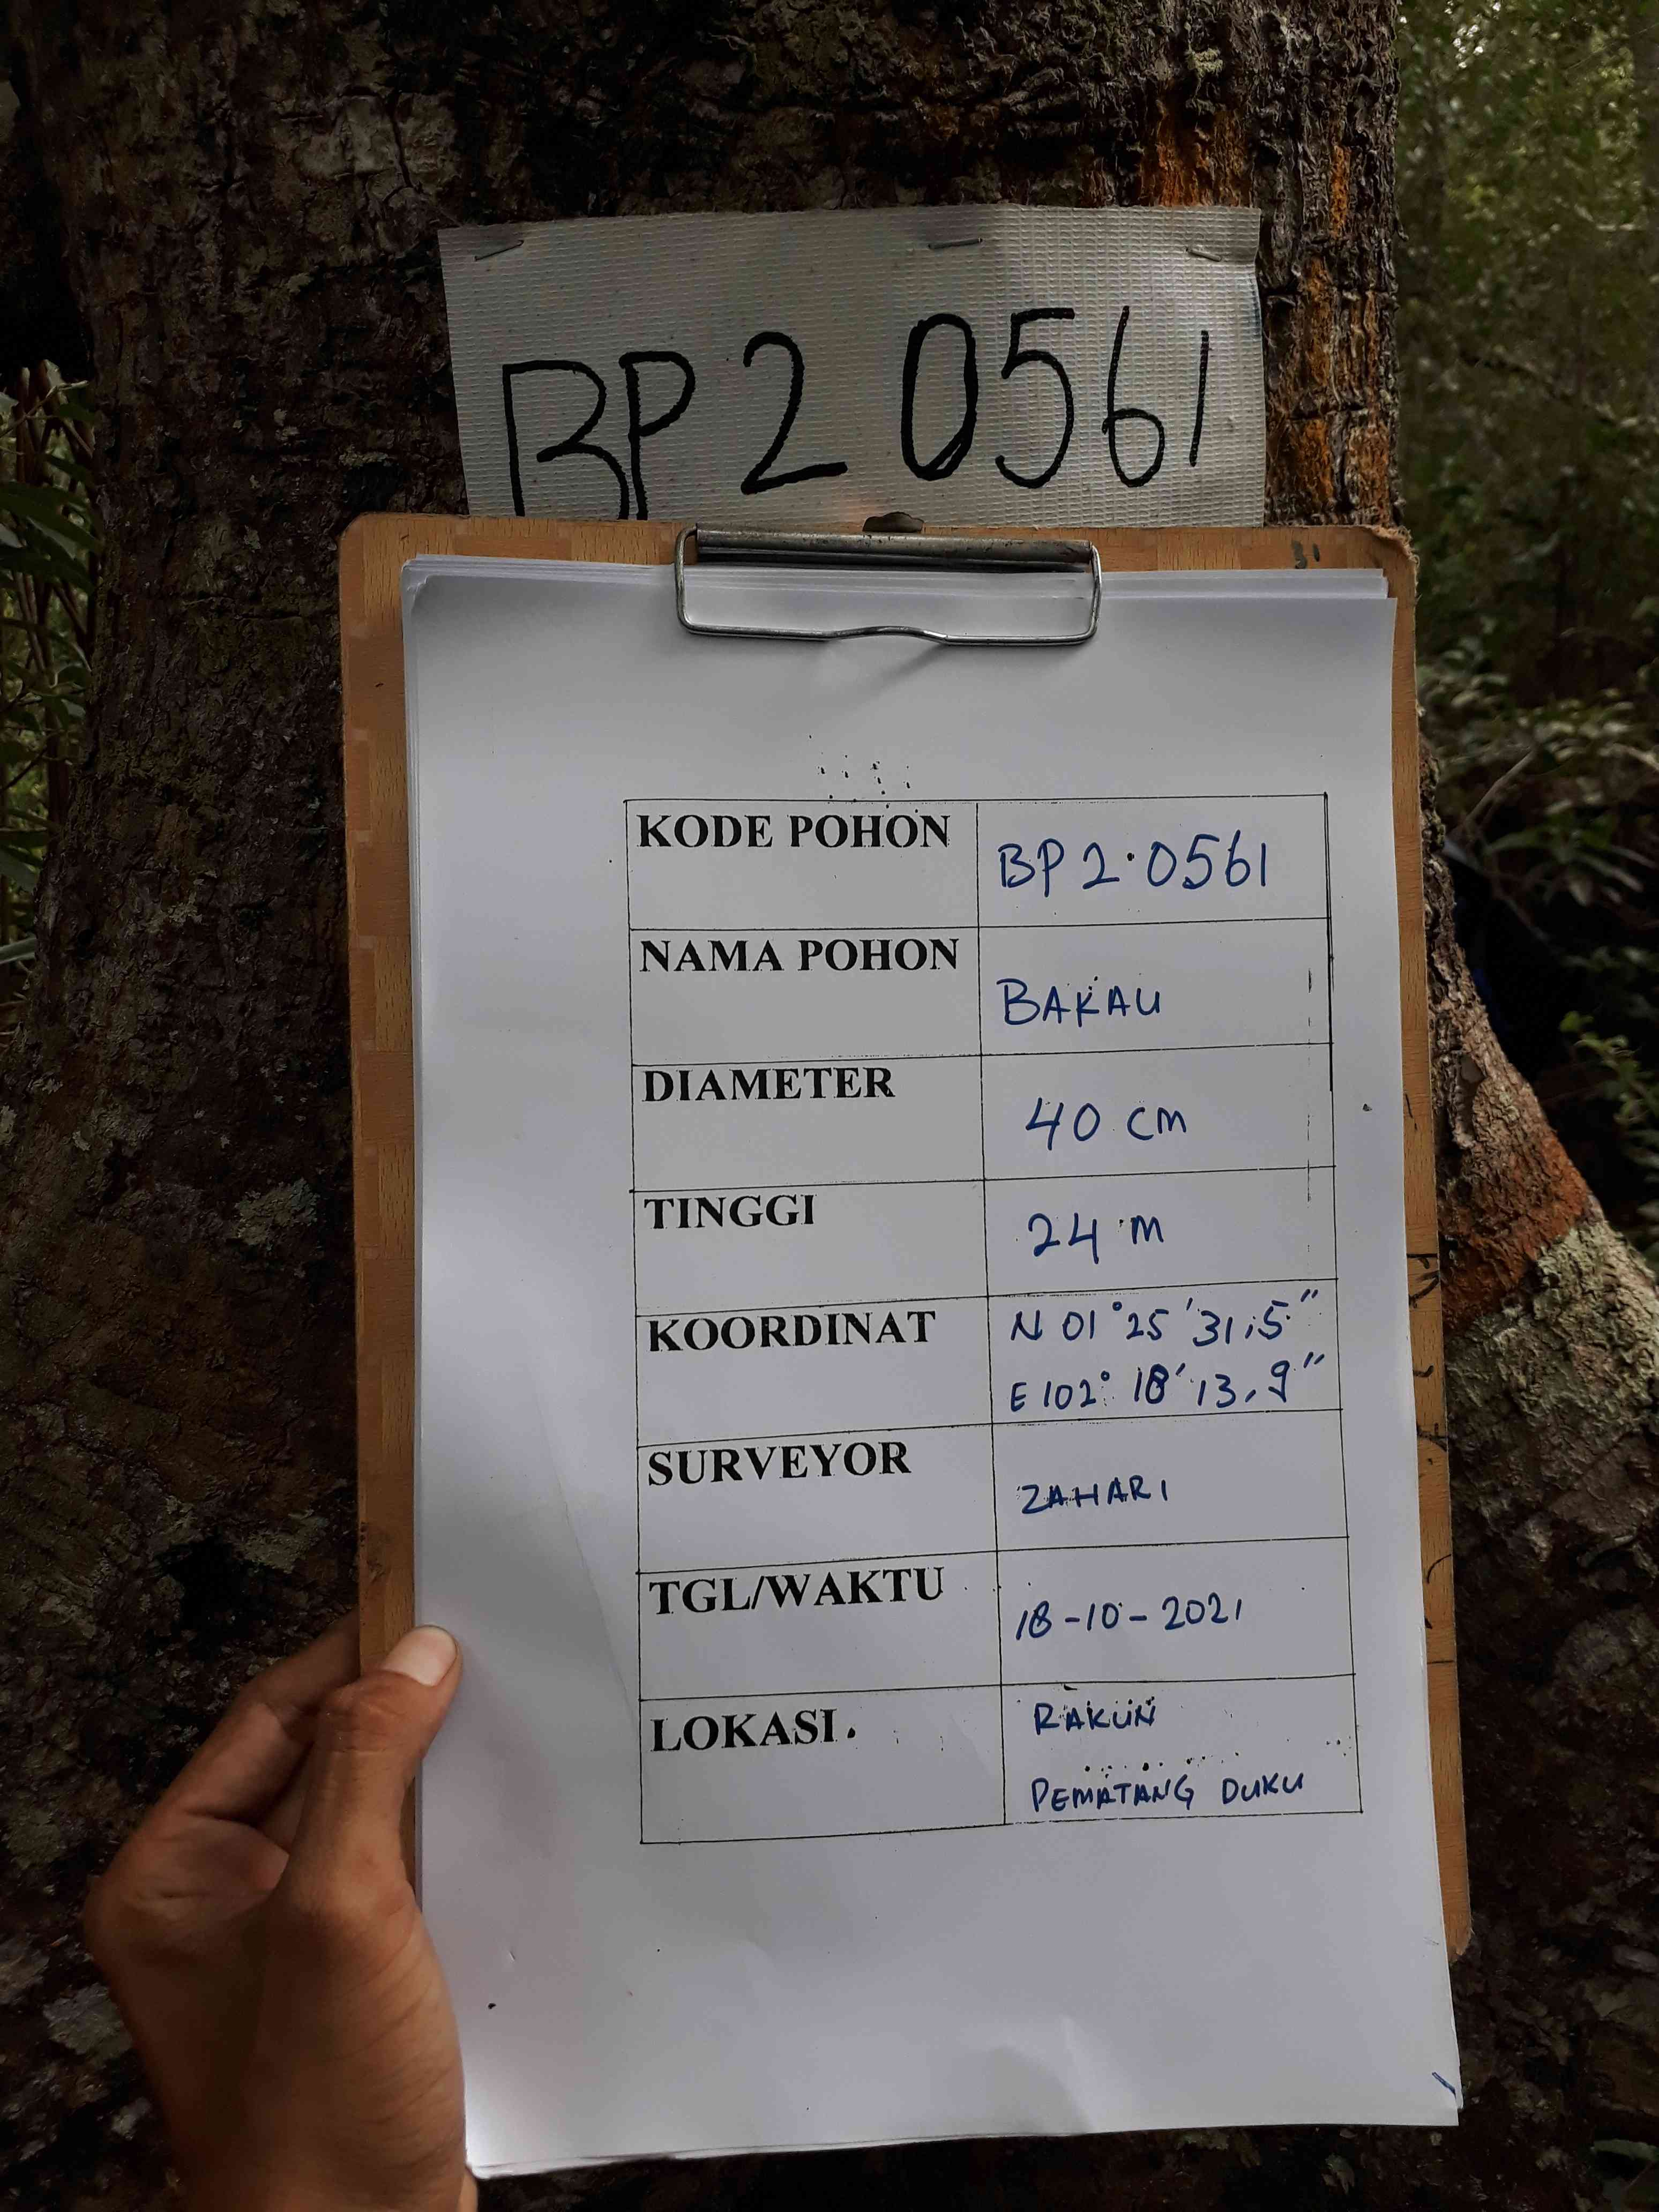 BP2 0561
KODE POHON
BP2.0561
NAMA POHON
BAKAU
DIAMETER
40 cm
TINGGI
24 m
KOORDINAT
N 01°25'31,5"
E 102° 18' 13,9"
SURVEYOR
ZAHARI
TGL/WAKTU
18-10-2021
LOKASI.
RAKUN
PEMATANG DUKU